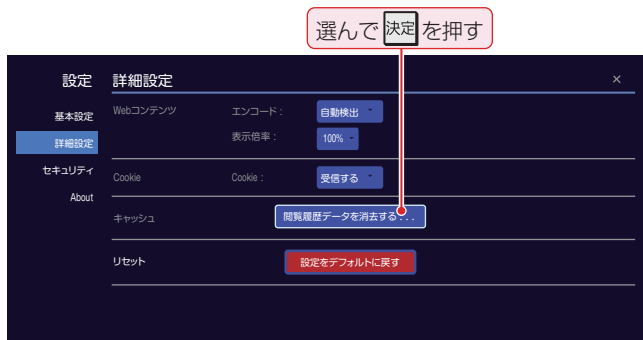 選んで 決定 を押す
設定 詳細設定 ×
基本設定 Webコンテンツ エンコード： 自動検出
詳細設定 表示倍率： 100%
セキュリティ Cookie Cookie： 受信する
About
キャッシュ 閲覧履歴データを消去する...
リセット 設定をデフォルトに戻す